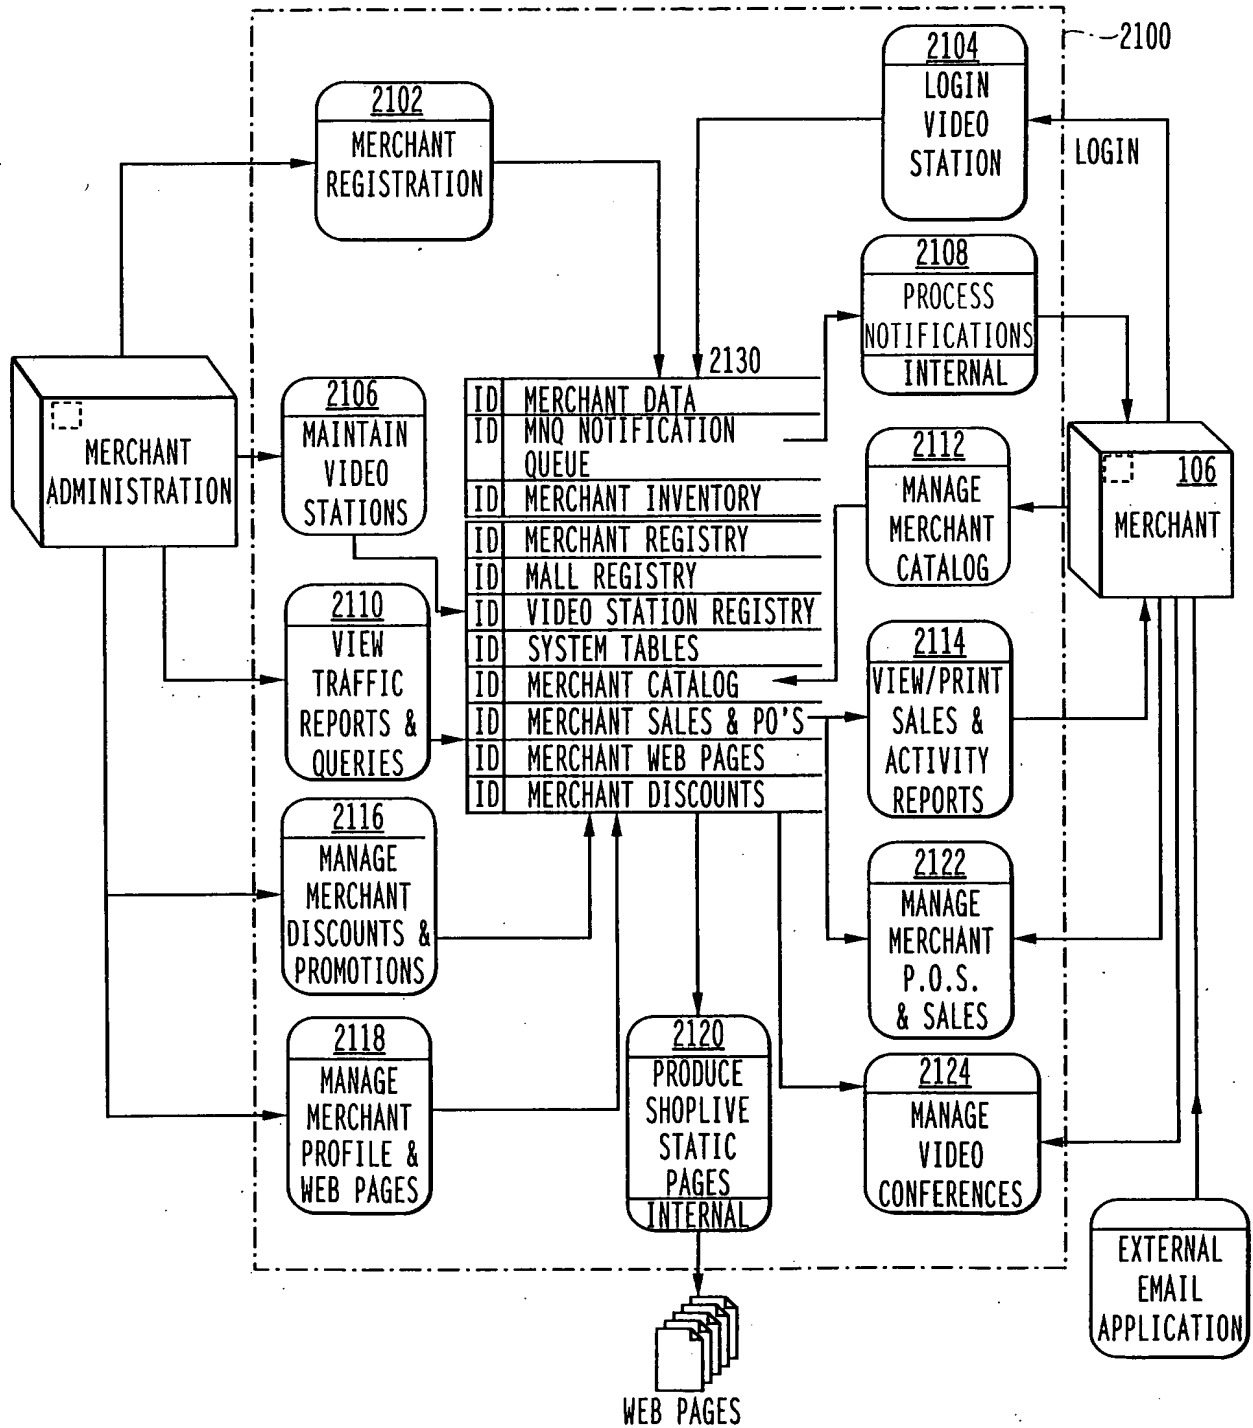 2100
2104
LOGIN
VIDEO
STATION
2102
MERCHANT
REGISTRATION
LOGIN
2108
PROCESS
NOTIFICATIONS
INTERNAL
2130
MERCHANT
ADMINISTRATION
2106
MAINTAIN
VIDEO
STATIONS
ID MERCHANT DATA
ID MNQ NOTIFICATION
QUEUE
ID MERCHANT INVENTORY
ID MERCHANT REGISTRY
ID MALL REGISTRY
ID VIDEO STATION REGISTRY
ID SYSTEM TABLES
ID MERCHANT CATALOG
ID MERCHANT SALES & PO'S
ID MERCHANT WEB PAGES
ID MERCHANT DISCOUNTS
2112
MANAGE
MERCHANT
CATALOG
106
MERCHANT
2110
VIEW
TRAFFIC
REPORTS &
QUERIES
2114
VIEW/PRINT
SALES &
ACTIVITY
REPORTS
2116
MANAGE
MERCHANT
DISCOUNTS &
PROMOTIONS
2122
MANAGE
MERCHANT
P.O.S.
& SALES
2118
MANAGE
MERCHANT
PROFILE &
WEB PAGES
2120
PRODUCE
SHOPLIVE
STATIC
PAGES
INTERNAL
2124
MANAGE
VIDEO
CONFERENCES
EXTERNAL
EMAIL
APPLICATION
WEB PAGES